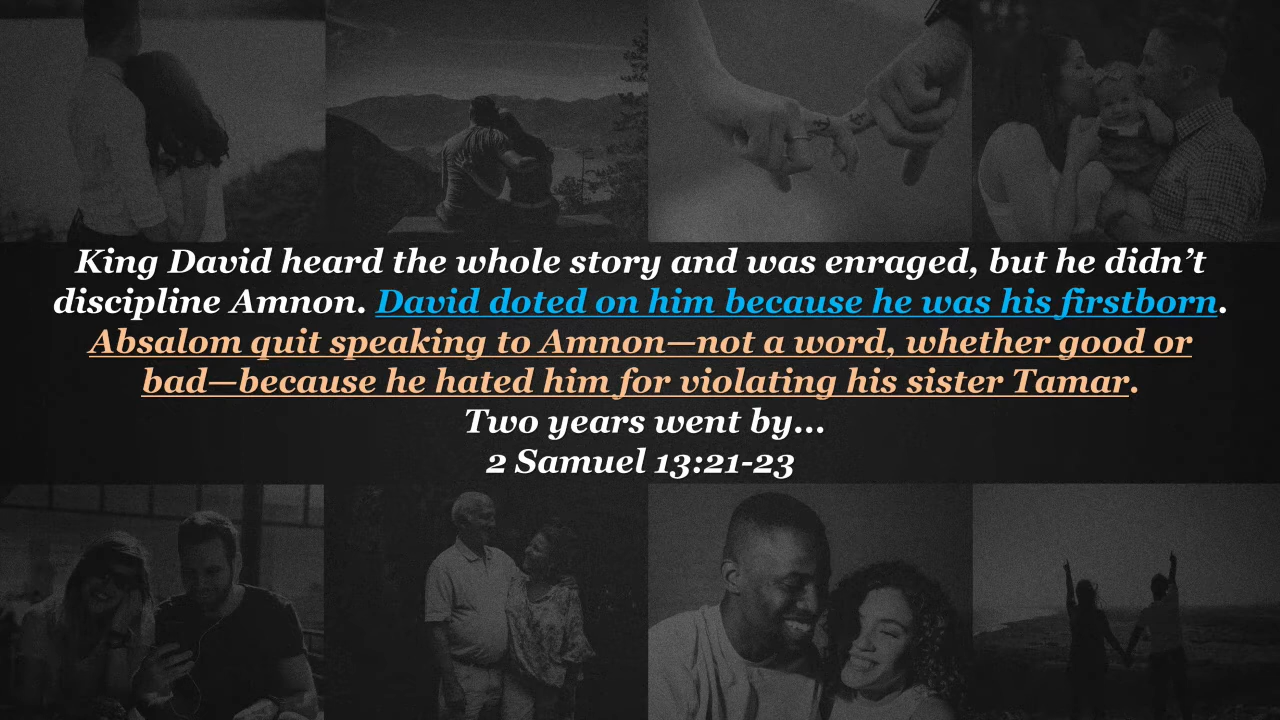 King David heard the whole story and was enraged, but he didn’t
discipline Amnon. David doted on him because he was his firstborn.
Absalom quit speaking to Amnon—not a word, whether good or
bad—because he hated him for violating his sister Tamar.
Two years went by…
2 Samuel 13:21-23